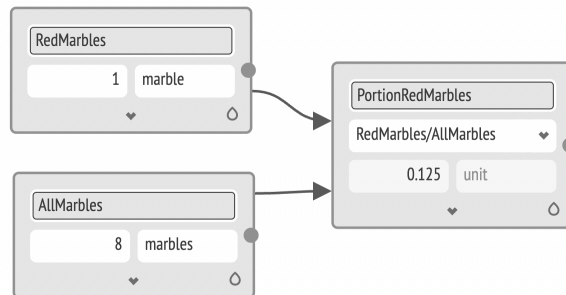 RedMarbles
1 marble
AllMarbles
8 marbles
PortionRedMarbles
RedMarbles/AllMarbles
0.125 unit